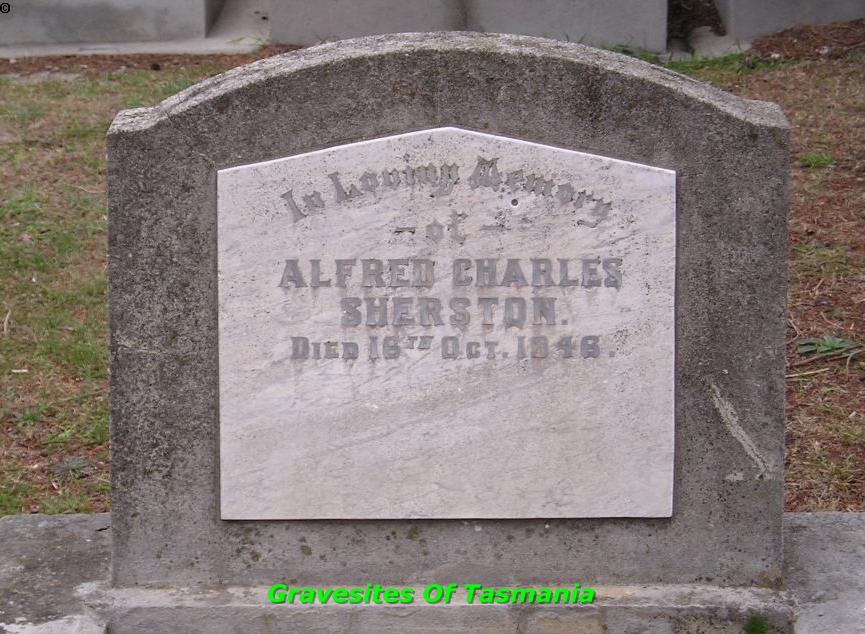 ©
In Loving Memory
- of -
ALFRED CHARLES
SHERSTON.
DIED 16TH OCT. 1946.
Gravesites Of Tasmania